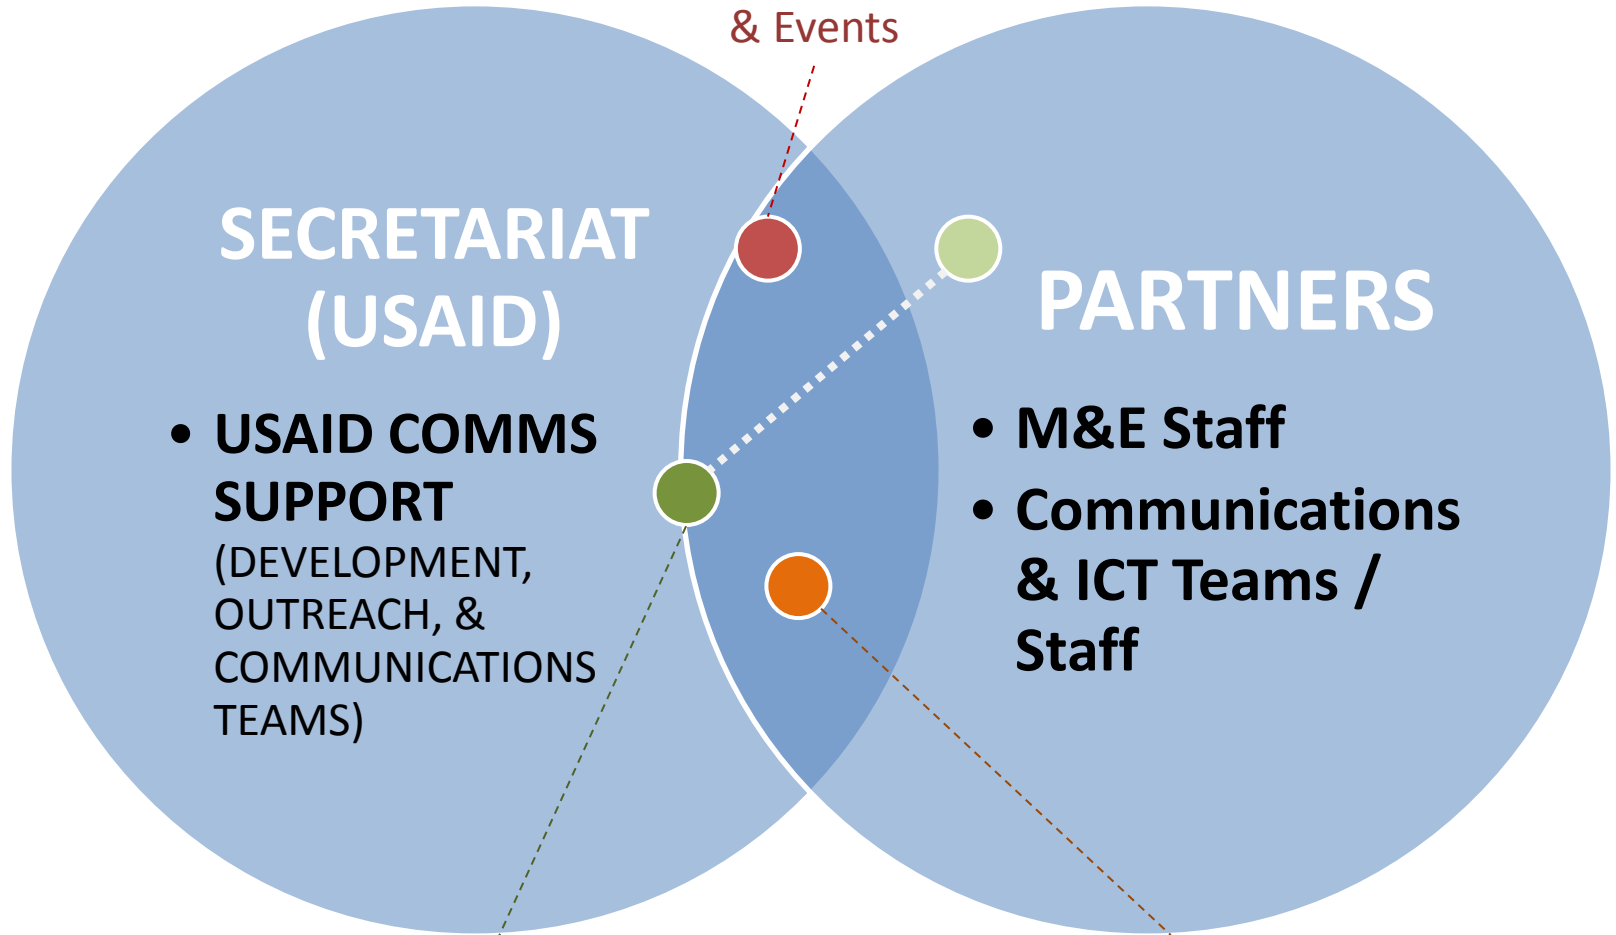 & Events
SECRETARIAT
(USAID)
• USAID COMMS
SUPPORT
(DEVELOPMENT,
OUTREACH, &
COMMUNICATIONS
TEAMS)
PARTNERS
• M&E Staff
• Communications
& ICT Teams /
Staff